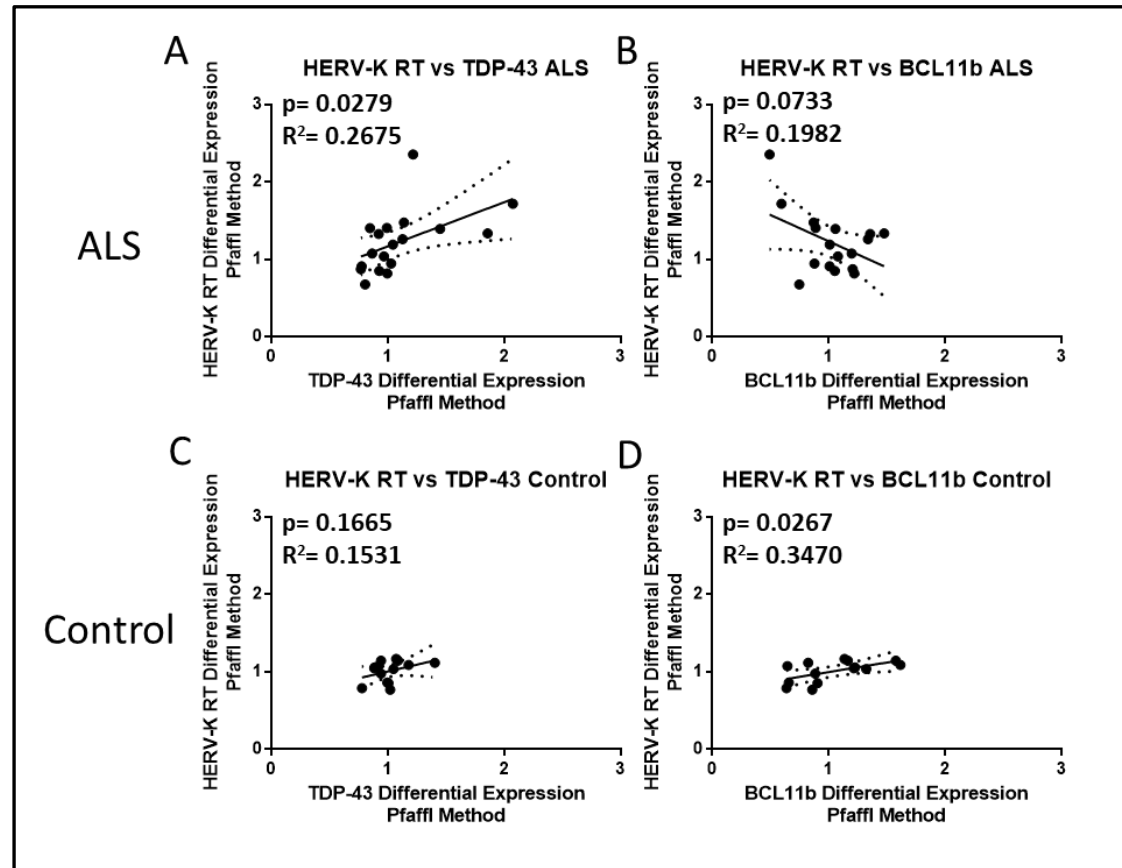 A
HERV-K RT vs TDP-43 ALS
p= 0.0279
R²= 0.2675
HERV-K RT Differential Expression
Pfaffl Method
3
2
1
0
0
1
2
3
TDP-43 Differential Expression
Pfaffl Method
B
HERV-K RT vs BCL11b ALS
p= 0.0733
R²= 0.1982
HERV-K RT Differential Expression
Pfaffl Method
3
2
1
0
0
1
2
3
BCL11b Differential Expression
Pfaffl Method
ALS
C
HERV-K RT vs TDP-43 Control
p= 0.1665
R²= 0.1531
HERV-K RT Differential Expression
Pfaffl Method
3
2
1
0
0
1
2
3
TDP-43 Differential Expression
Pfaffl Method
D
HERV-K RT vs BCL11b Control
p= 0.0267
R²= 0.3470
HERV-K RT Differential Expression
Pfaffl Method
3
2
1
0
0
1
2
3
BCL11b Differential Expression
Pfaffl Method
Control